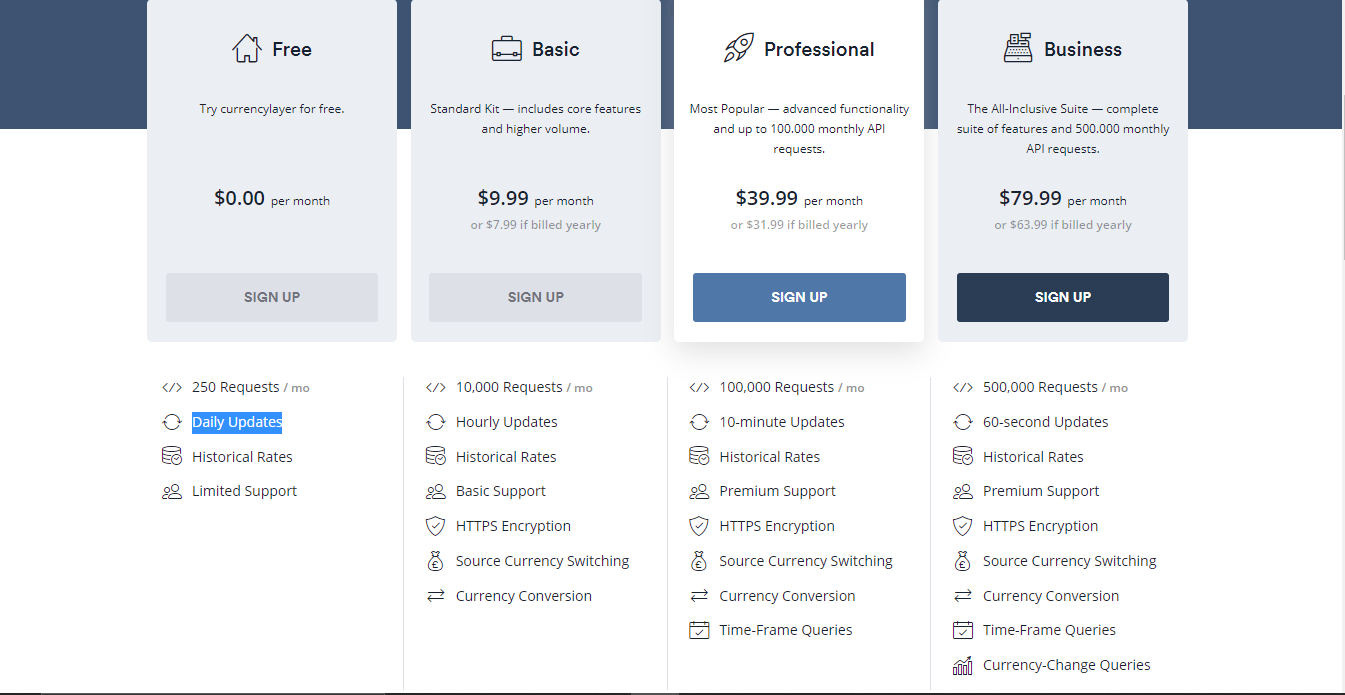 Free
Try currencylayer for free.
$0.00 per month
SIGN UP
250 Requests / mo
Daily Updates
Historical Rates
Limited Support
Basic
Standard Kit — includes core features
and higher volume.
$9.99 per month
or $7.99 if billed yearly
SIGN UP
10,000 Requests / mo
Hourly Updates
Historical Rates
Basic Support
HTTPS Encryption
Source Currency Switching
Currency Conversion
Professional
Most Popular — advanced functionality
and up to 100.000 monthly API
requests.
$39.99 per month
or $31.99 if billed yearly
SIGN UP
100,000 Requests / mo
10-minute Updates
Historical Rates
Premium Support
HTTPS Encryption
Source Currency Switching
Currency Conversion
Time-Frame Queries
Business
The All-Inclusive Suite — complete
suite of features and 500.000 monthly
API requests.
$79.99 per month
or $63.99 if billed yearly
SIGN UP
500,000 Requests / mo
60-second Updates
Historical Rates
Premium Support
HTTPS Encryption
Source Currency Switching
Currency Conversion
Time-Frame Queries
Currency-Change Queries